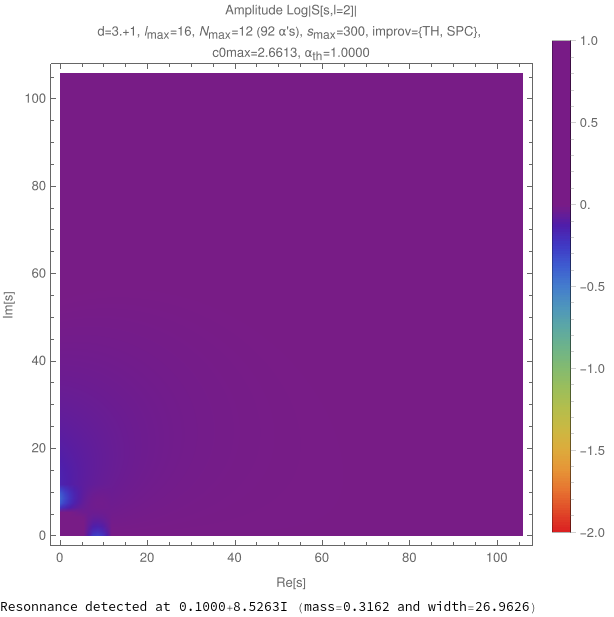 Amplitude Log|S[s,l=2]|
d=3.+1, lmax=16, Nmax=12 (92 α's), smax=300, improv={TH, SPC},
c0max=2.6613, αth=1.0000
100
80
60
40
20
0
Im[s]
0 20 40 60 80 100
Re[s]
1.0
0.5
0.
−0.5
−1.0
−1.5
−2.0
Resonnance detected at 0.1000+8.5263I (mass=0.3162 and width=26.9626)